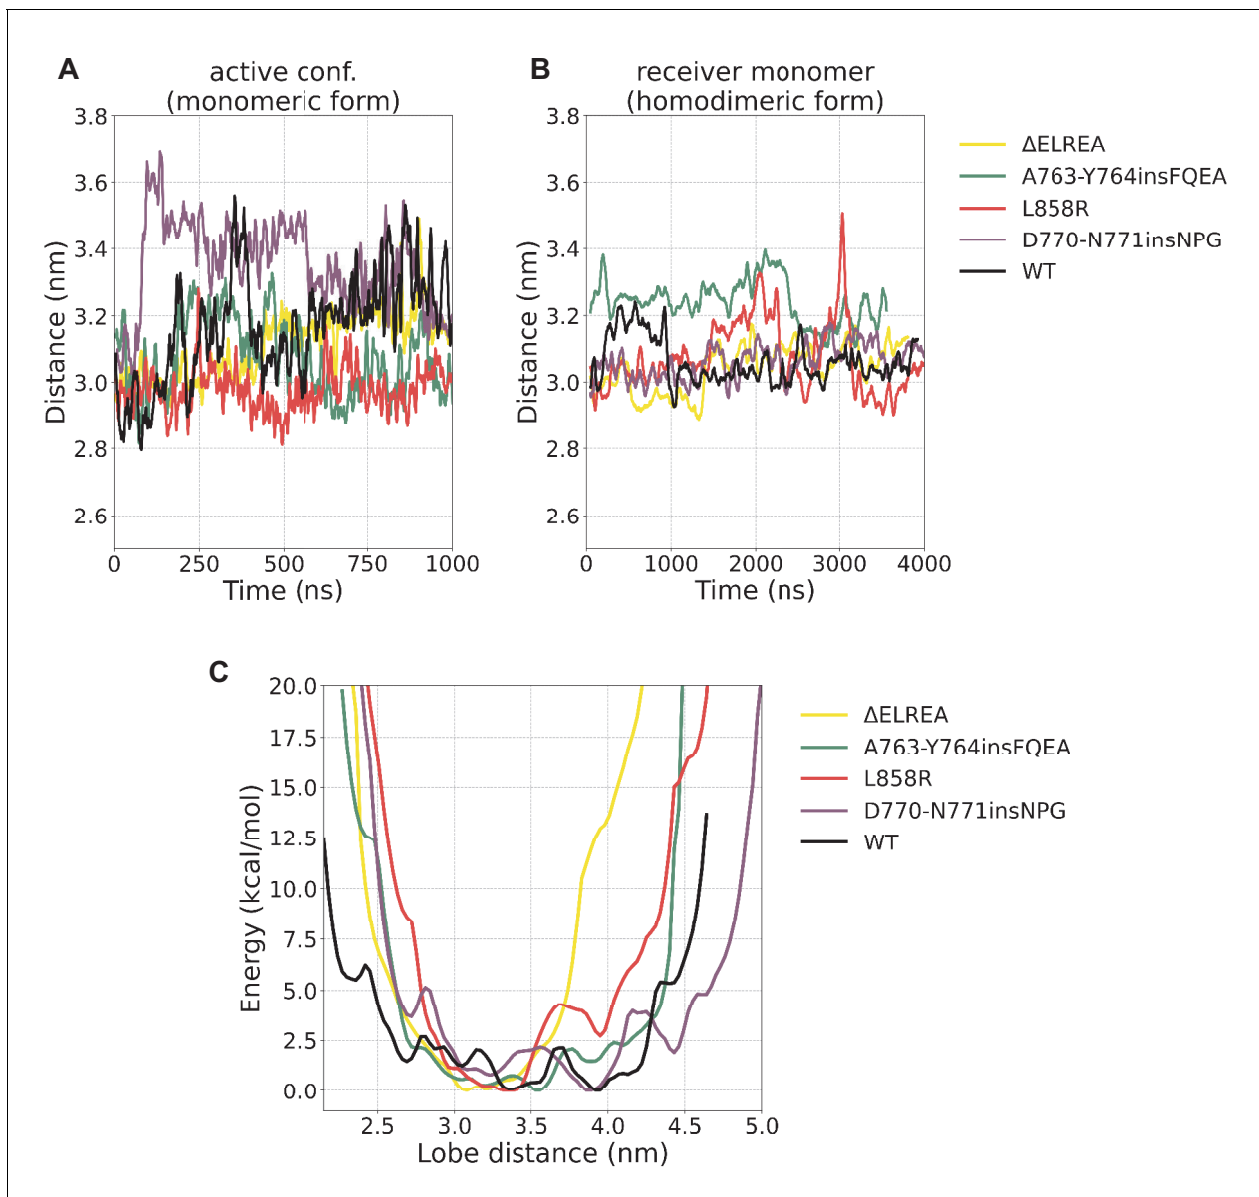 A
active conf.
(monomeric form)
3.8
3.6
3.4
3.2
3.0
2.8
2.6
Distance (nm)
0 250 500 750 1000
Time (ns)
B
receiver monomer
(homodimeric form)
3.8
3.6
3.4
3.2
3.0
2.8
2.6
Distance (nm)
0 1000 2000 3000 4000
Time (ns)
ΔELREA
A763-Y764insFQEA
L858R
D770-N771insNPG
WT
C
20.0
17.5
15.0
12.5
10.0
7.5
5.0
2.5
0.0
Energy (kcal/mol)
2.5 3.0 3.5 4.0 4.5 5.0
Lobe distance (nm)
ΔELREA
A763-Y764insFQEA
L858R
D770-N771insNPG
WT